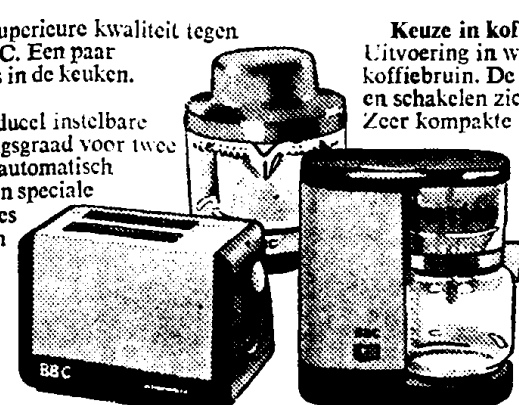 uperieure kwaliteit tegen
C. Een paar
s in de keuken.
ducel instelbare
gsgraad voor twee
automatisch
n speciale
es
n
Keuze in kof
Uitvoering in w
koffiebruin. De
en schakelen zic
Zeer kompakte
BBC